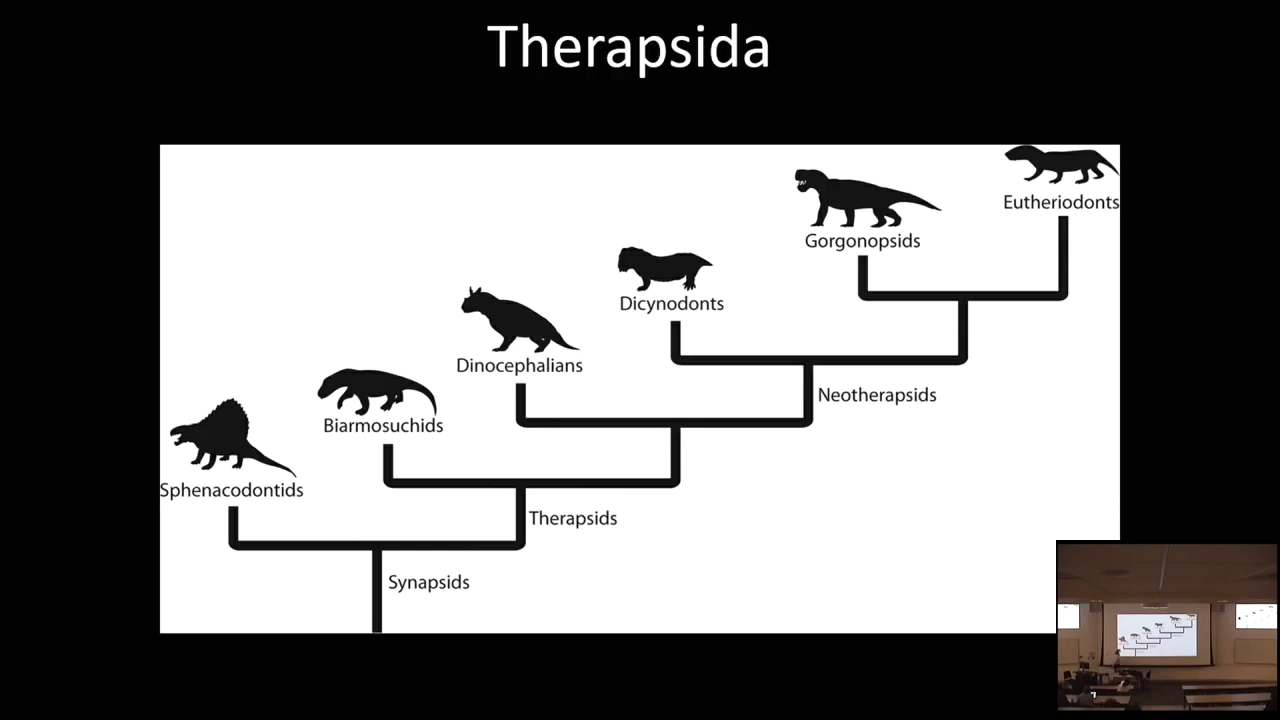 Therapsida
Eutheriodonts
Gorgonopsids
Dicynodonts
Dinocephalians
Neotherapsids
Biarmosuchids
Sphenacodontids
Therapsids
Synapsids